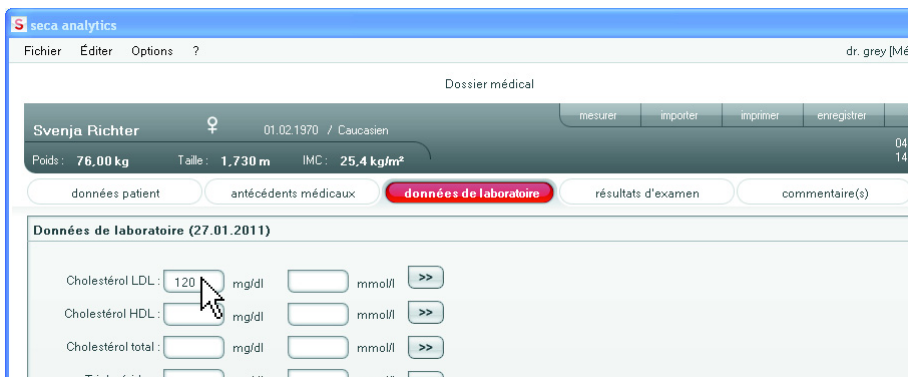 S seca analytics
Fichier Éditer Options ? dr. grey [Mé
Dossier médical
mesurer importer imprimer enregistrer
Svenja Richter ♀ 01.02.1970 / Caucasien
04
14
Poids : 76,00 kg Taille : 1,730 m IMC : 25,4 kg/m²
données patient antécédents médicaux données de laboratoire résultats d'examen commentaire(s)
Données de laboratoire (27.01.2011)
Cholestérol LDL : 120 mg/dl mmol/l >>
Cholestérol HDL : mg/dl mmol/l >>
Cholestérol total : mg/dl mmol/l >>